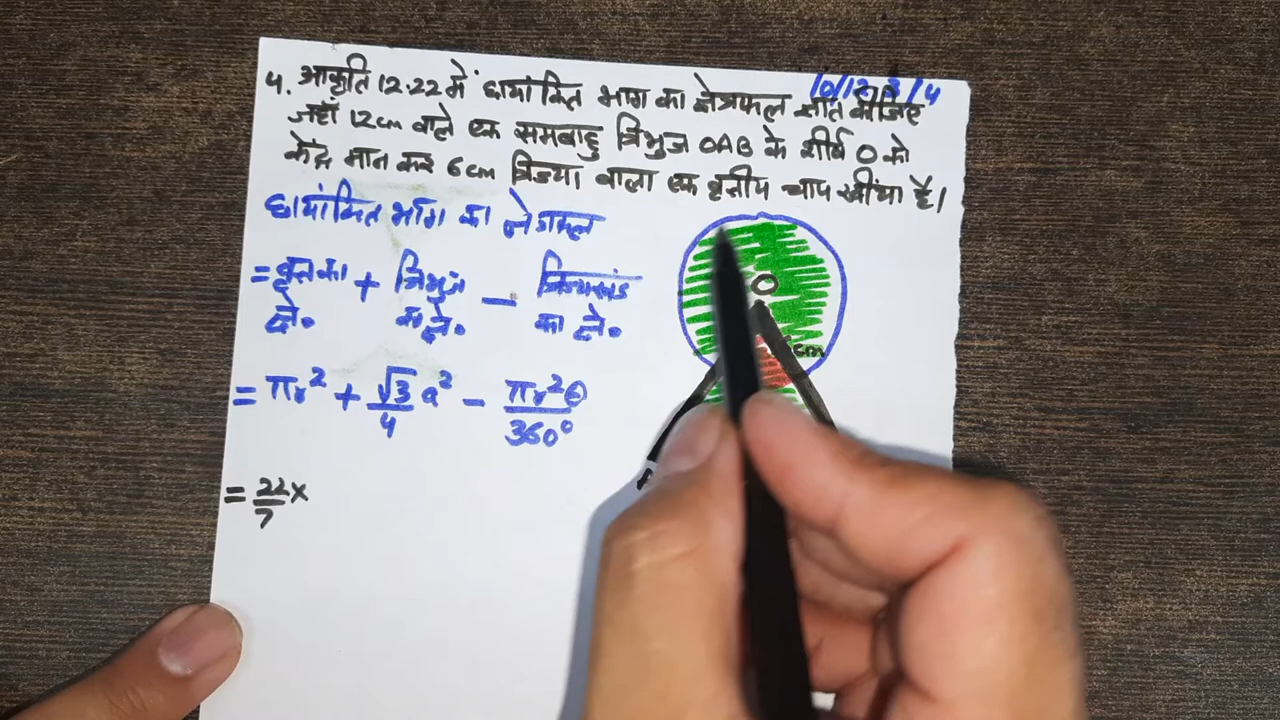 10/12.3/4
4. आकृति 12.22 में छायांकित भाग का क्षेत्रफल ज्ञात कीजिए
जहाँ 12cm वाले एक समबाहु त्रिभुज OAB के शीर्ष O को
केंद्र मान कर 6cm त्रिज्या वाला एक वृत्तीय चाप खींचा है।
छायांकित भाग का क्षेत्रफल
= वृत्त का क्षे० + त्रिभुज का क्षे० − त्रिज्यखंड का क्षे०
= πr² + √3/4 a² − πr²θ/360°
= 22/7 ×
O
cm